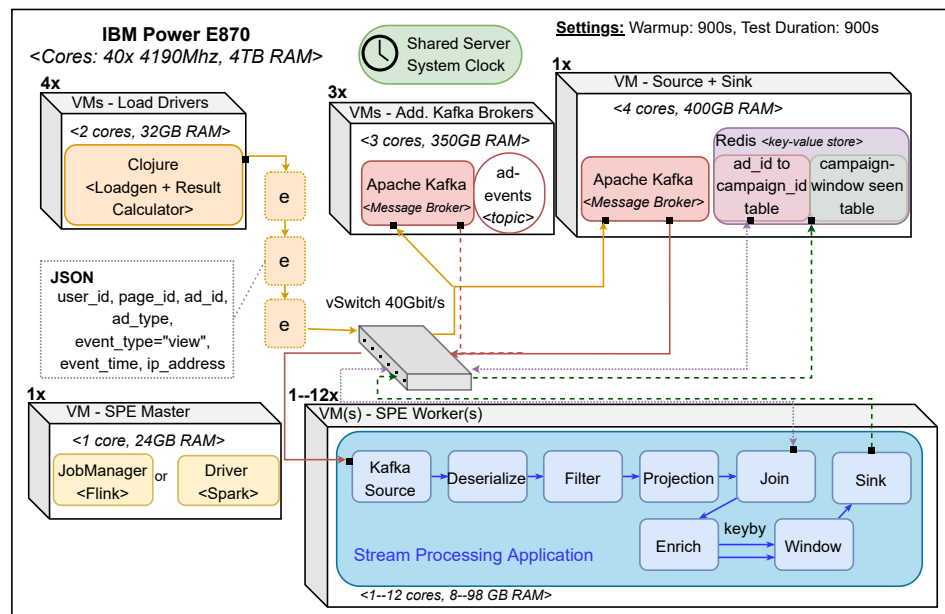 IBM Power E870
<Cores: 40x 4190Mhz, 4TB RAM>
Shared Server
System Clock
Settings: Warmup: 900s, Test Duration: 900s
4x
VMs - Load Drivers
<2 cores, 32GB RAM>
Clojure
<Loadgen + Result
Calculator>
e
e
e
JSON
user_id, page_id, ad_id,
ad_type,
event_type="view",
event_time, ip_address
3x
VMs - Add. Kafka Brokers
<3 cores, 350GB RAM>
Apache Kafka
<Message Broker>
ad-
events
<topic>
1x
VM - Source + Sink
<4 cores, 400GB RAM>
Apache Kafka
<Message Broker>
Redis <key-value store>
ad_id to
campaign_id
table
campaign-
window seen
table
vSwitch 40Gbit/s
1x
VM - SPE Master
<1 core, 24GB RAM>
JobManager
<Flink>
or
Driver
<Spark>
1--12x
VM(s) - SPE Worker(s)
Kafka
Source
Deserialize
Filter
Projection
Join
Sink
Enrich
keyby
Window
Stream Processing Application
<1--12 cores, 8--98 GB RAM>